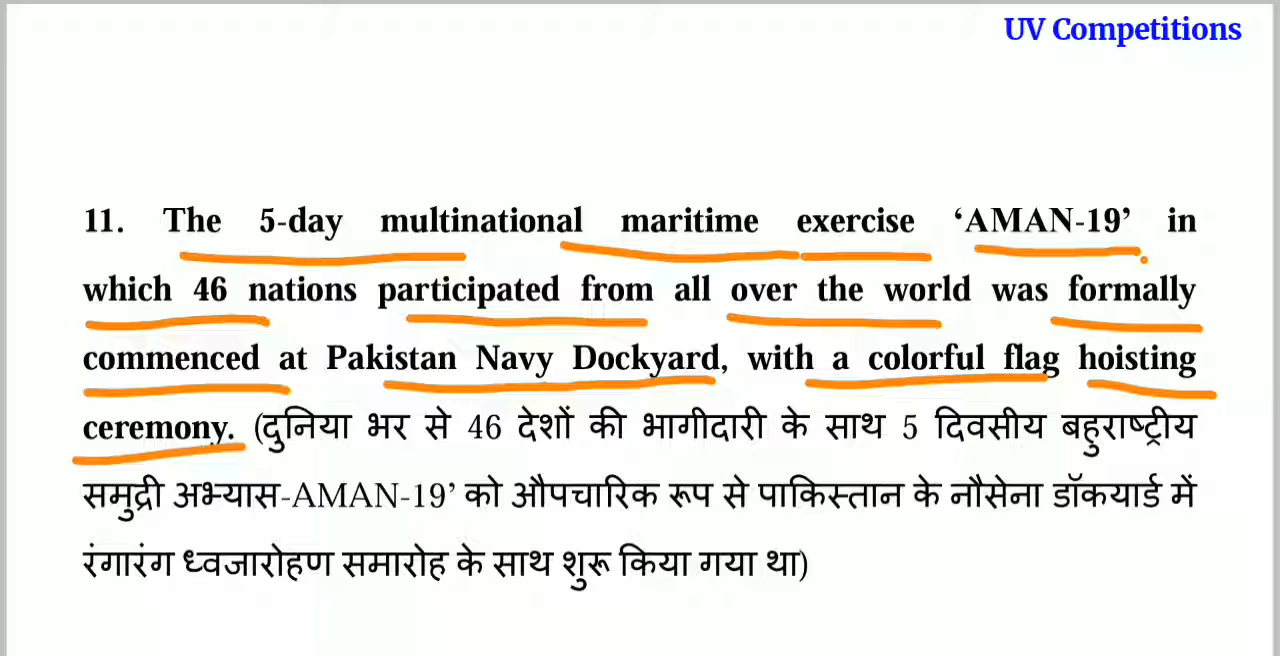 UV Competitions
11. The 5-day multinational maritime exercise ‘AMAN-19’ in
which 46 nations participated from all over the world was formally
commenced at Pakistan Navy Dockyard, with a colorful flag hoisting
ceremony. (दुनिया भर से 46 देशों की भागीदारी के साथ 5 दिवसीय बहुराष्ट्रीय
समुद्री अभ्यास-AMAN-19’ को औपचारिक रूप से पाकिस्तान के नौसेना डॉकयार्ड में
रंगारंग ध्वजारोहण समारोह के साथ शुरू किया गया था)